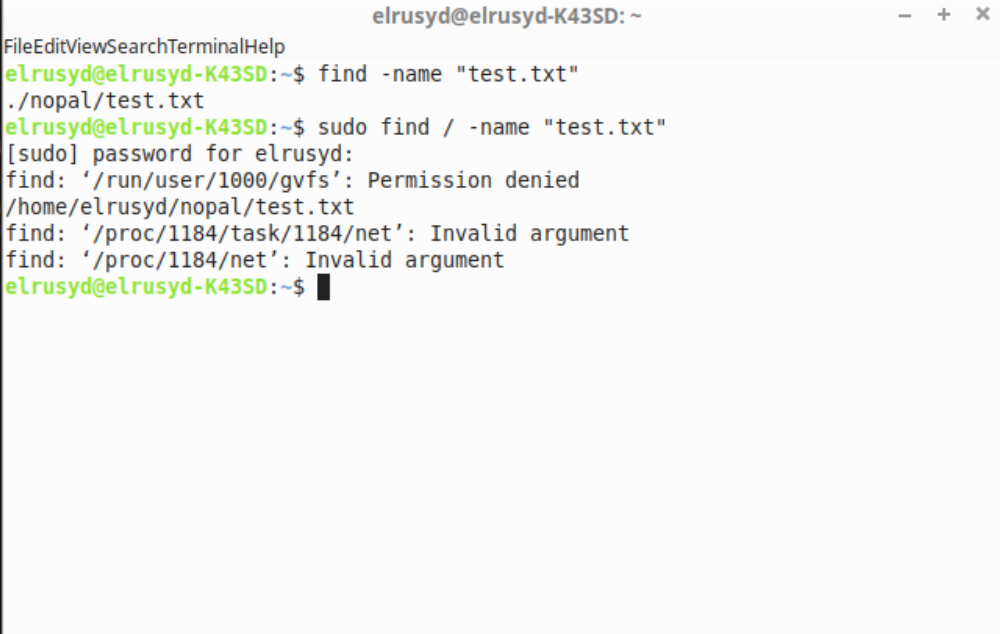 elrusyd@elrusyd-K43SD: ~
FileEditViewSearchTerminalHelp
elrusyd@elrusyd-K43SD:~$ find -name "test.txt"
./nopal/test.txt
elrusyd@elrusyd-K43SD:~$ sudo find / -name "test.txt"
[sudo] password for elrusyd:
find: ‘/run/user/1000/gvfs’: Permission denied
/home/elrusyd/nopal/test.txt
find: ‘/proc/1184/task/1184/net’: Invalid argument
find: ‘/proc/1184/net’: Invalid argument
elrusyd@elrusyd-K43SD:~$